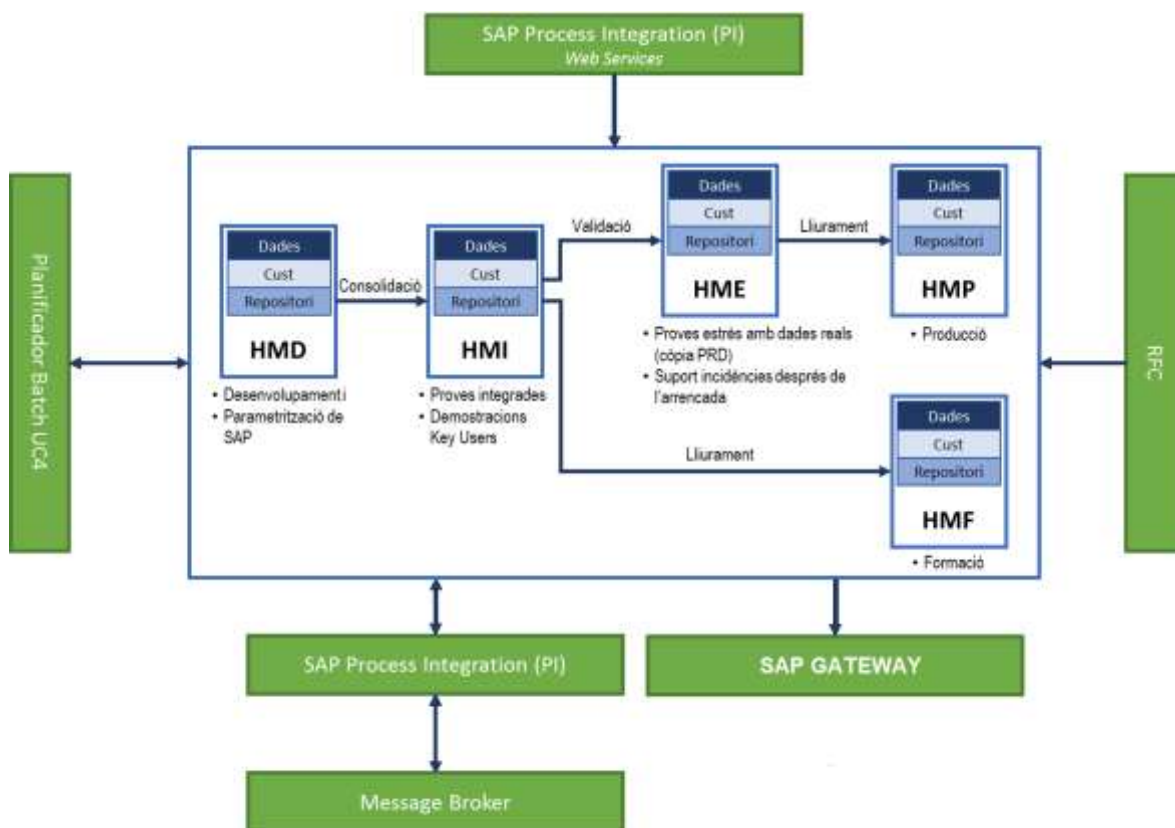 SAP Process Integration (PI)
Web Services
Planificador Batch UC4
RFC
Dades
Cust
Repositori
HMD
• Desenvolupament i
• Parametrització de
SAP
Consolidació
Dades
Cust
Repositori
HMI
• Proves integrades
• Demostracions
Key Users
Validació
Dades
Cust
Repositori
HME
• Proves estrés amb dades reals
(còpia PRD)
• Suport incidències després de
l'arrencada
Lliurament
Dades
Cust
Repositori
HMP
• Producció
Lliurament
Dades
Cust
Repositori
HMF
• Formació
SAP Process Integration (PI)
SAP GATEWAY
Message Broker